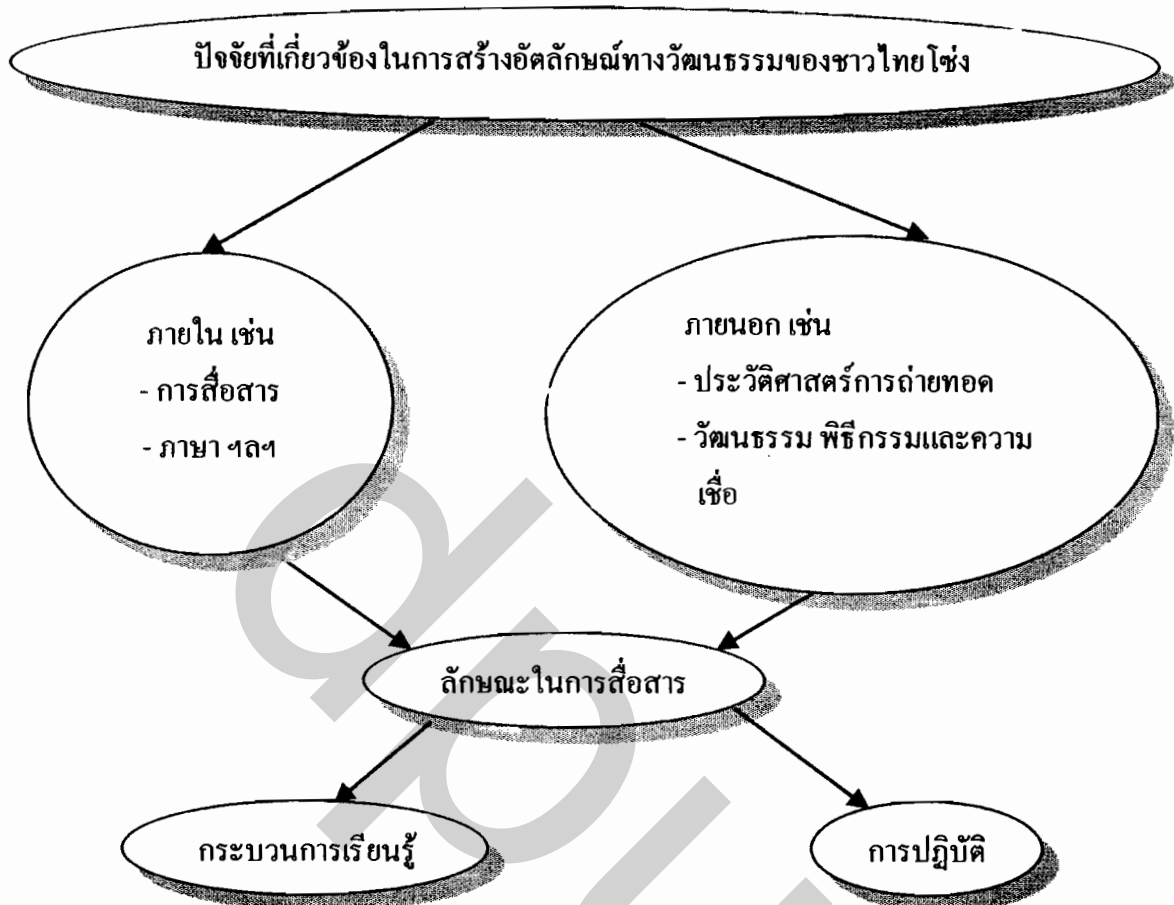 ปัจจัยที่เกี่ยวข้องในการสร้างอัตลักษณ์ทางวัฒนธรรมของชาวไทยโซ่ง
ภายใน เช่น
- การสื่อสาร
- ภาษา ฯลฯ
ภายนอก เช่น
- ประวัติศาสตร์การถ่ายทอด
- วัฒนธรรม พิธีกรรมและความ
เชื่อ
ลักษณะในการสื่อสาร
กระบวนการเรียนรู้
การปฏิบัติ